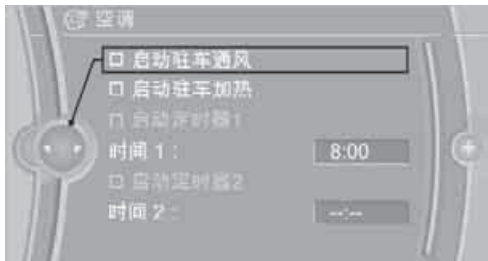 空调
启动驻车通风
启动驻车加热
启动定时器1
时间 1： 8:00
启动定时器2
时间 2： --:--